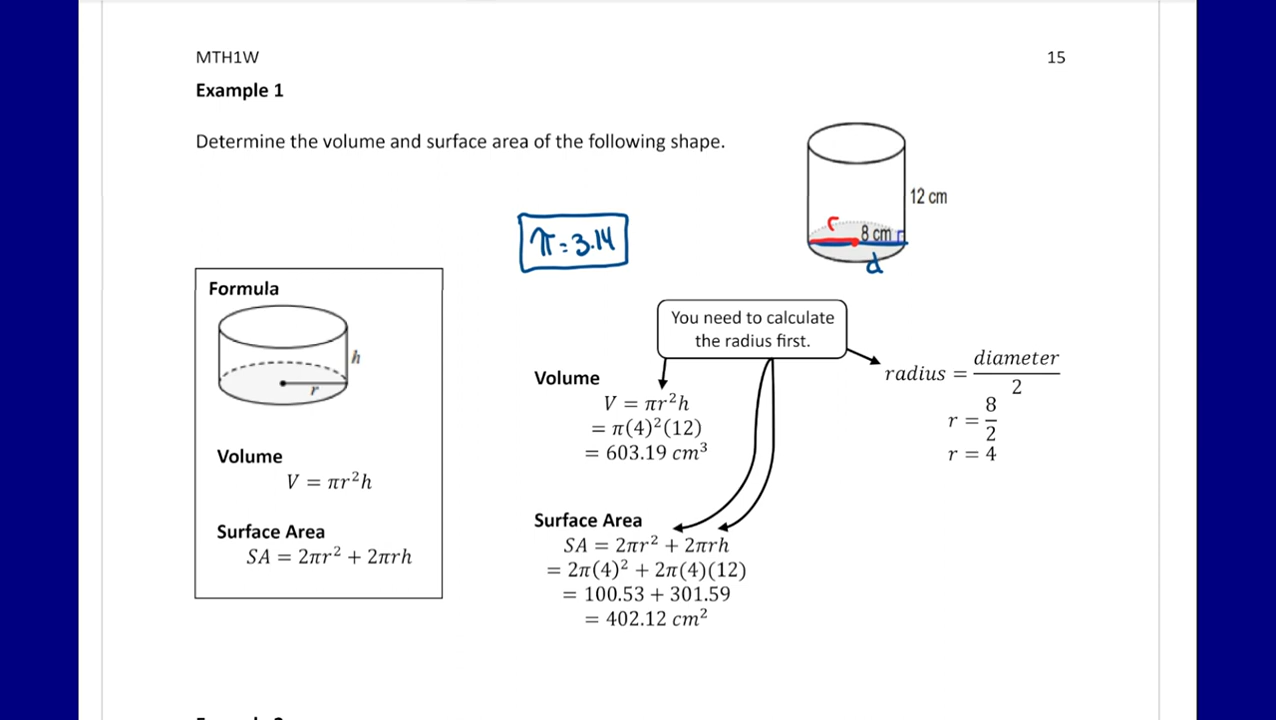 MTH1W 15
Example 1
Determine the volume and surface area of the following shape.
12 cm
r
8 cm
d
π = 3.14
Formula
h
r
Volume
V = πr²h
Surface Area
SA = 2πr² + 2πrh
You need to calculate
the radius first.
Volume
V = πr²h
= π(4)²(12)
= 603.19 cm³
radius = diameter/2
r = 8/2
r = 4
Surface Area
SA = 2πr² + 2πrh
= 2π(4)² + 2π(4)(12)
= 100.53 + 301.59
= 402.12 cm²